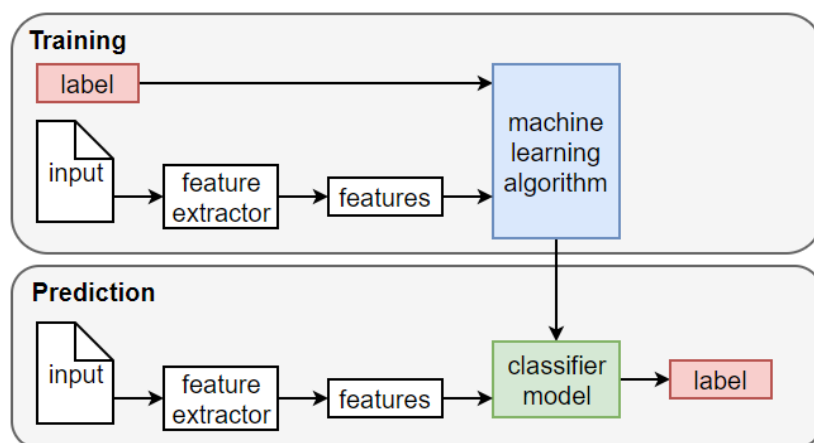 Training
label
machine
learning
algorithm
input
feature
extractor
features
Prediction
input
feature
extractor
features
classifier
model
label